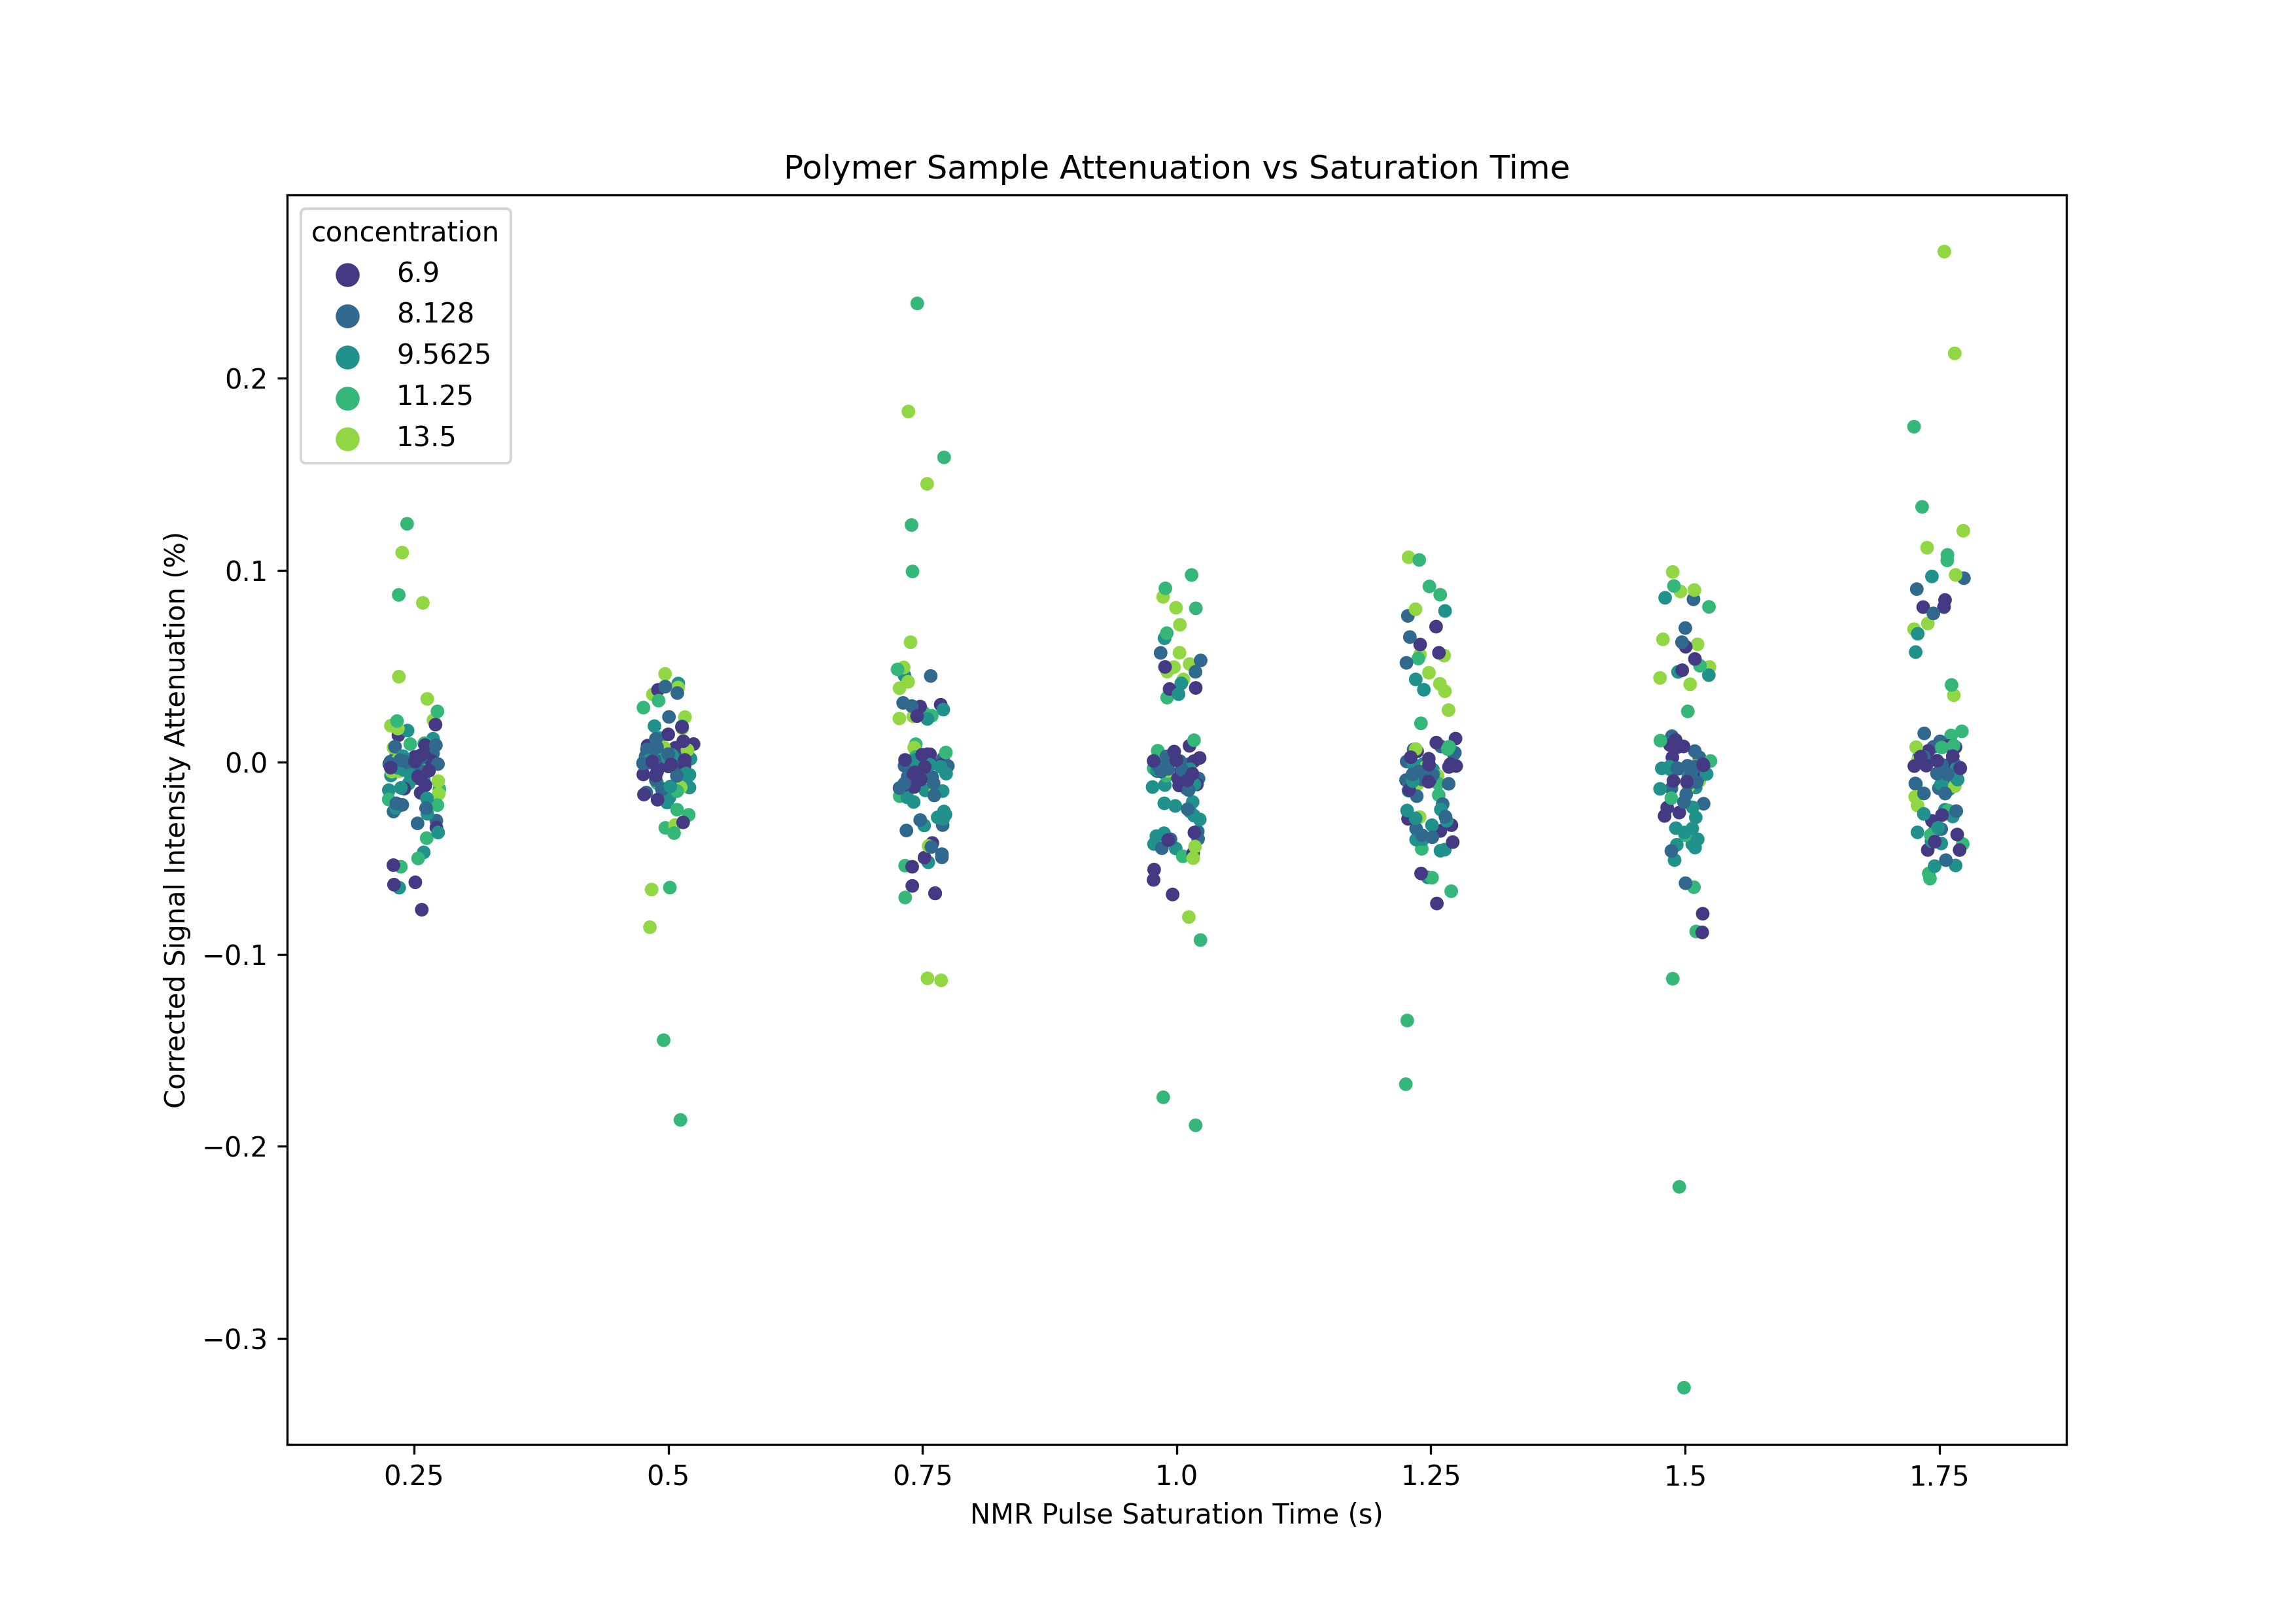 Polymer Sample Attenuation vs Saturation Time
concentration
6.9
8.128
9.5625
11.25
13.5
Corrected Signal Intensity Attenuation (%)
0.2
0.1
0.0
−0.1
−0.2
−0.3
0.25 0.5 0.75 1.0 1.25 1.5 1.75
NMR Pulse Saturation Time (s)